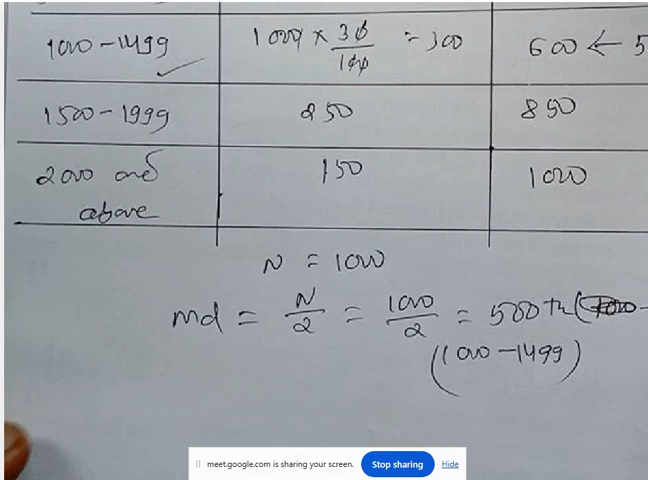 1000-1499 1000 × 30/100 = 300 600 ← 5
1500-1999 250 850
2000 and above 150 1000
N = 1000
Md = N/2 = 1000/2 = 500th (
(1000-1499)
meet.google.com is sharing your screen. Stop sharing Hide